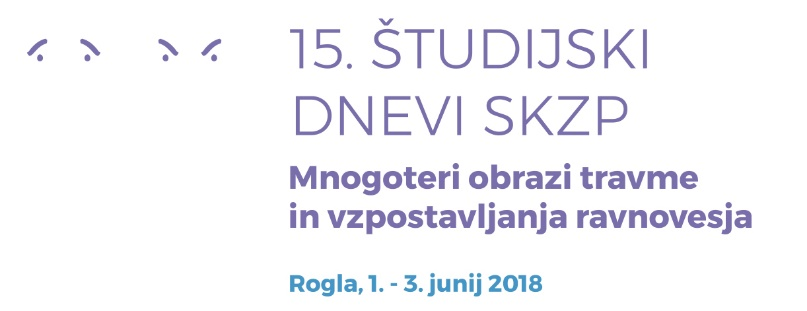 15. ŠTUDIJSKI
DNEVI SKZP
Mnogoteri obrazi travme
in vzpostavljanja ravnovesja
Rogla, 1. - 3. junij 2018